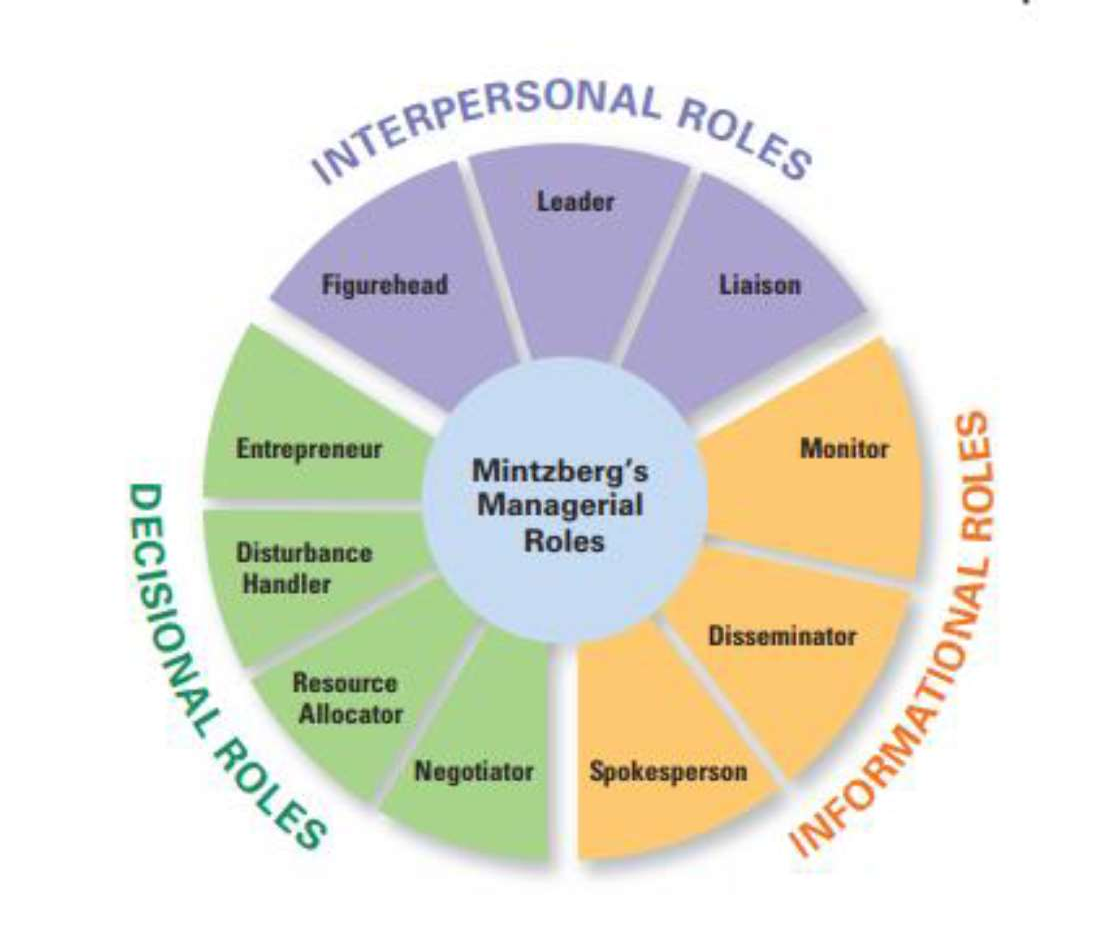 INTERPERSONAL ROLES
Figurehead
Leader
Liaison
Mintzberg's
Managerial
Roles
Monitor
Disseminator
Spokesperson
INFORMATIONAL ROLES
Entrepreneur
Disturbance
Handler
Resource
Allocator
Negotiator
DECISIONAL ROLES